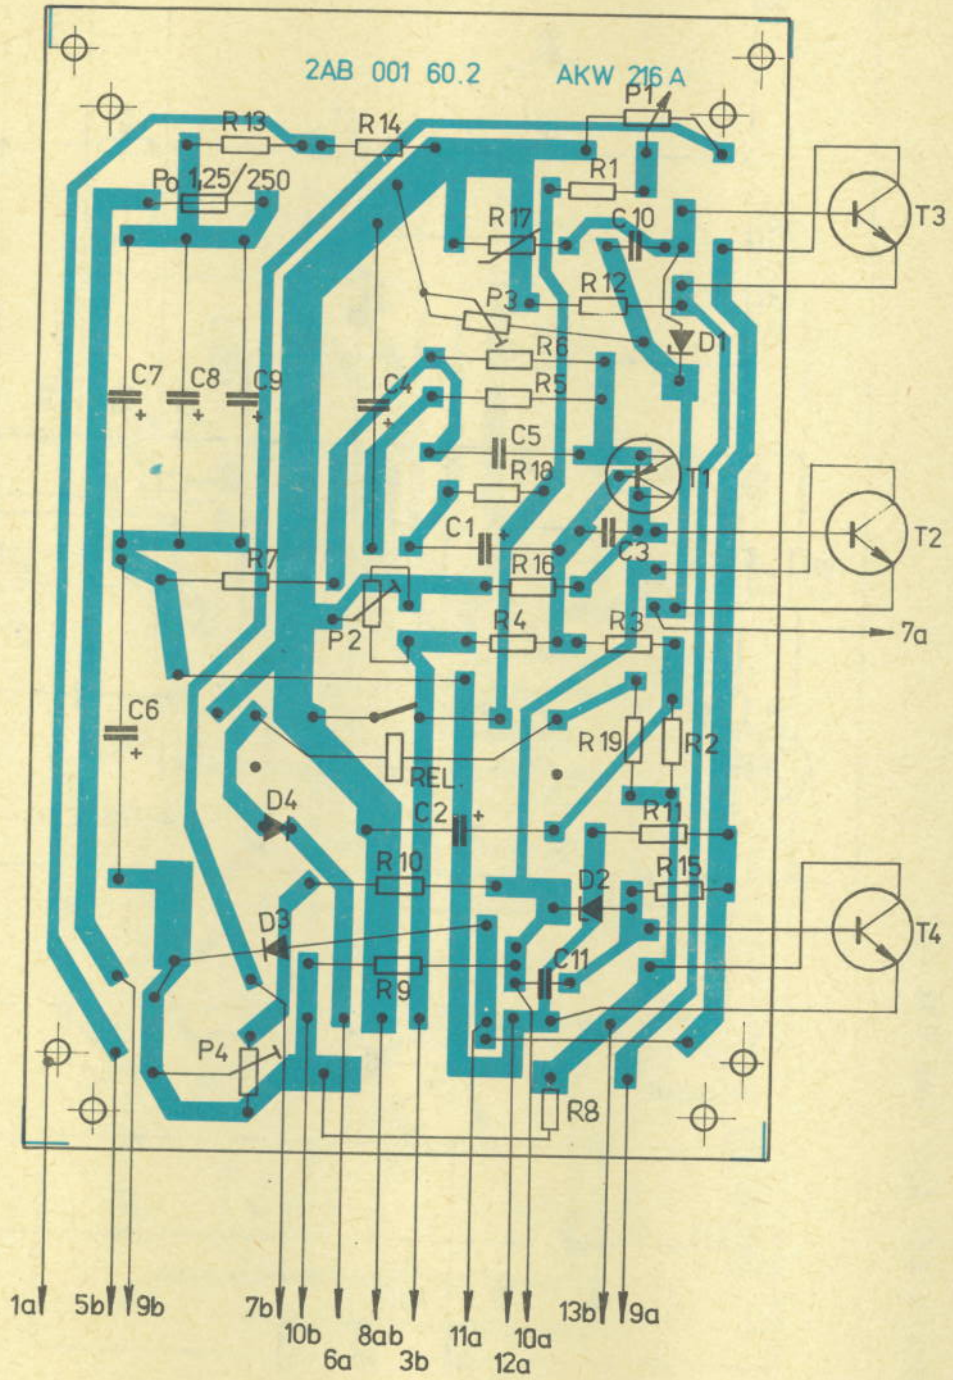 2AB 001 60.2 AKW 216 A
P1
R13 R14
Po 1,25/250 R1
T3
R17 C10
R12
P3
D1
R6
C7 C8 C9 C4 R5
C5
R18 T1
C1 C3 T2
R7 R16
P2 R4 R3 7a
C6
R19 R2
REL.
D4 C2 R11
R10 R15
D2
D3 T4
R9 C11
P4
R8
1a 5b 9b 7b 10b 6a 8ab 3b 11a 12a 10a 13b 9a